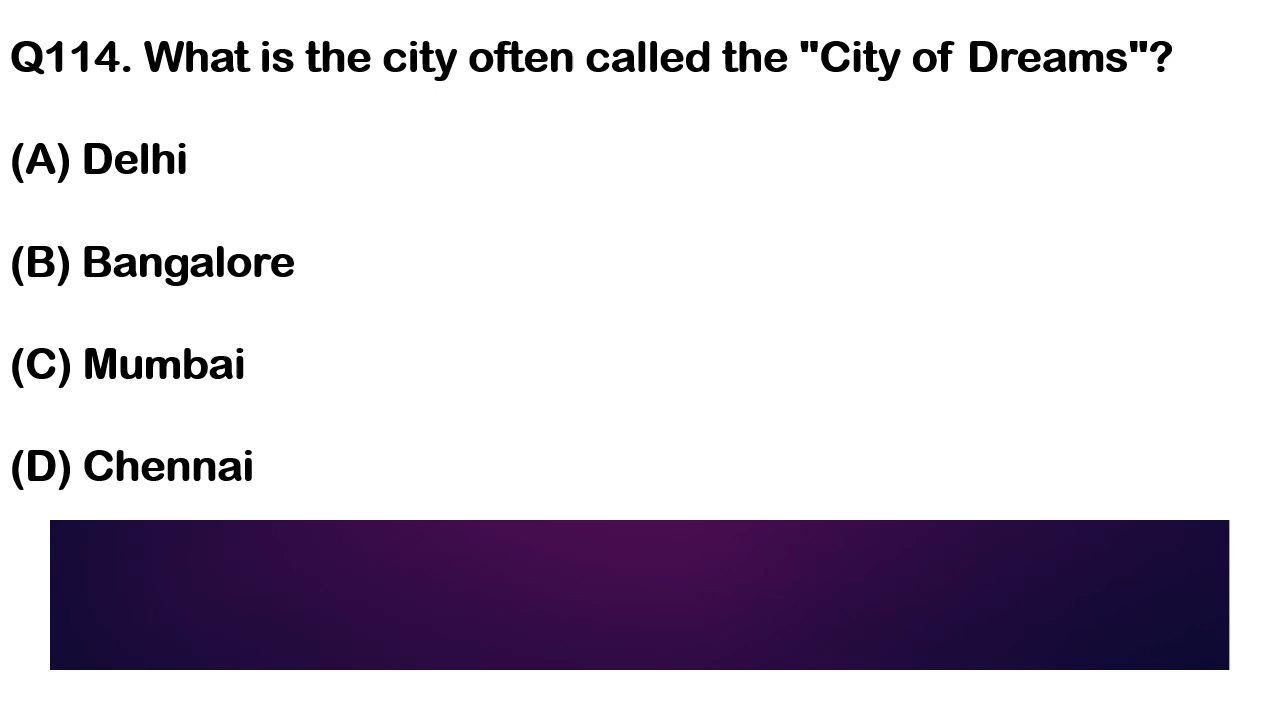 Q114. What is the city often called the "City of Dreams"?
(A) Delhi
(B) Bangalore
(C) Mumbai
(D) Chennai